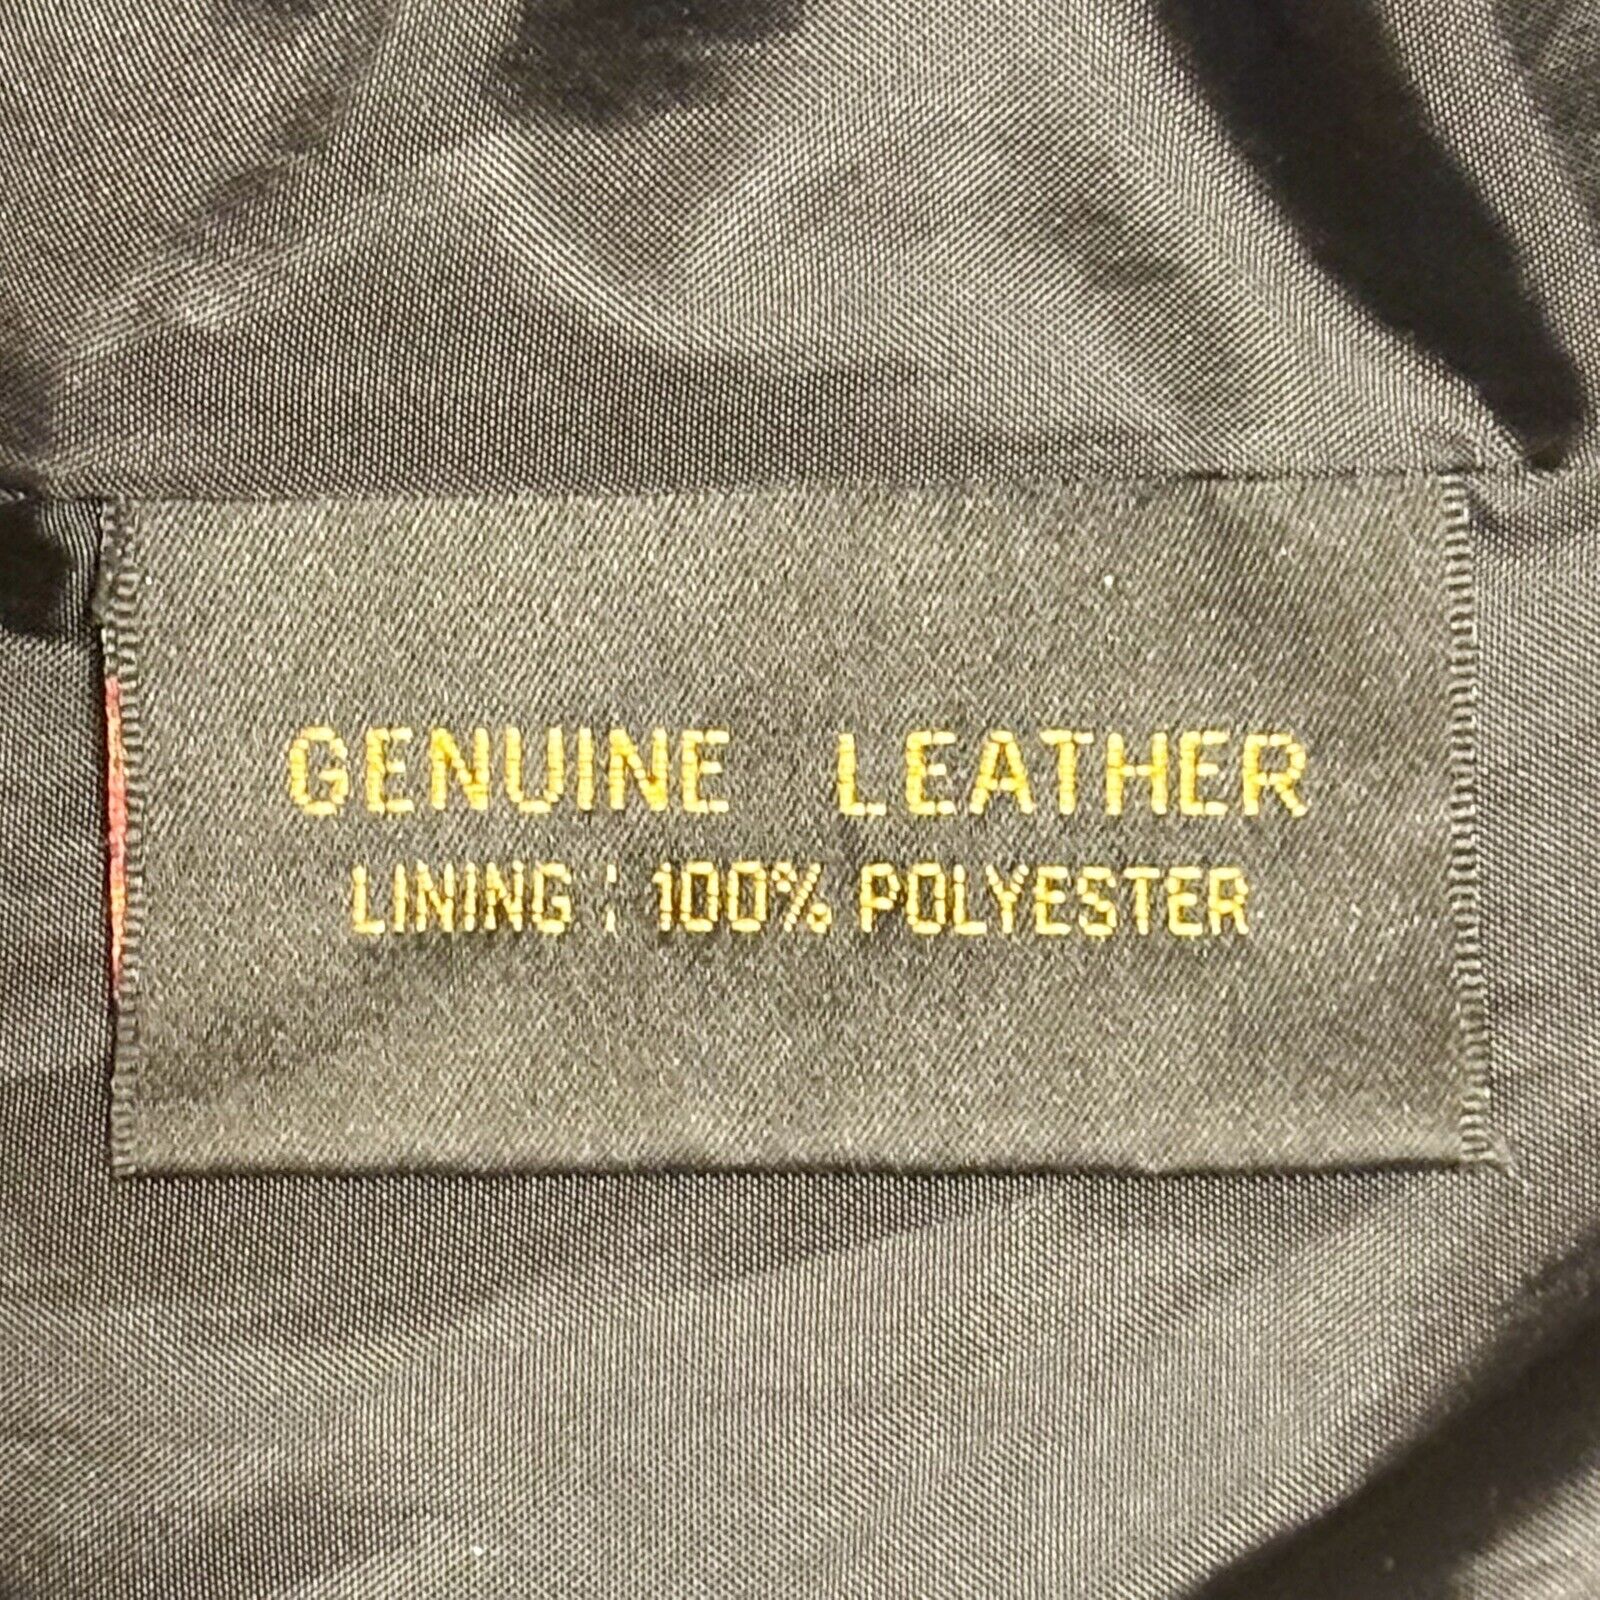 GENUINE LEATHER
LINING : 100% POLYESTER